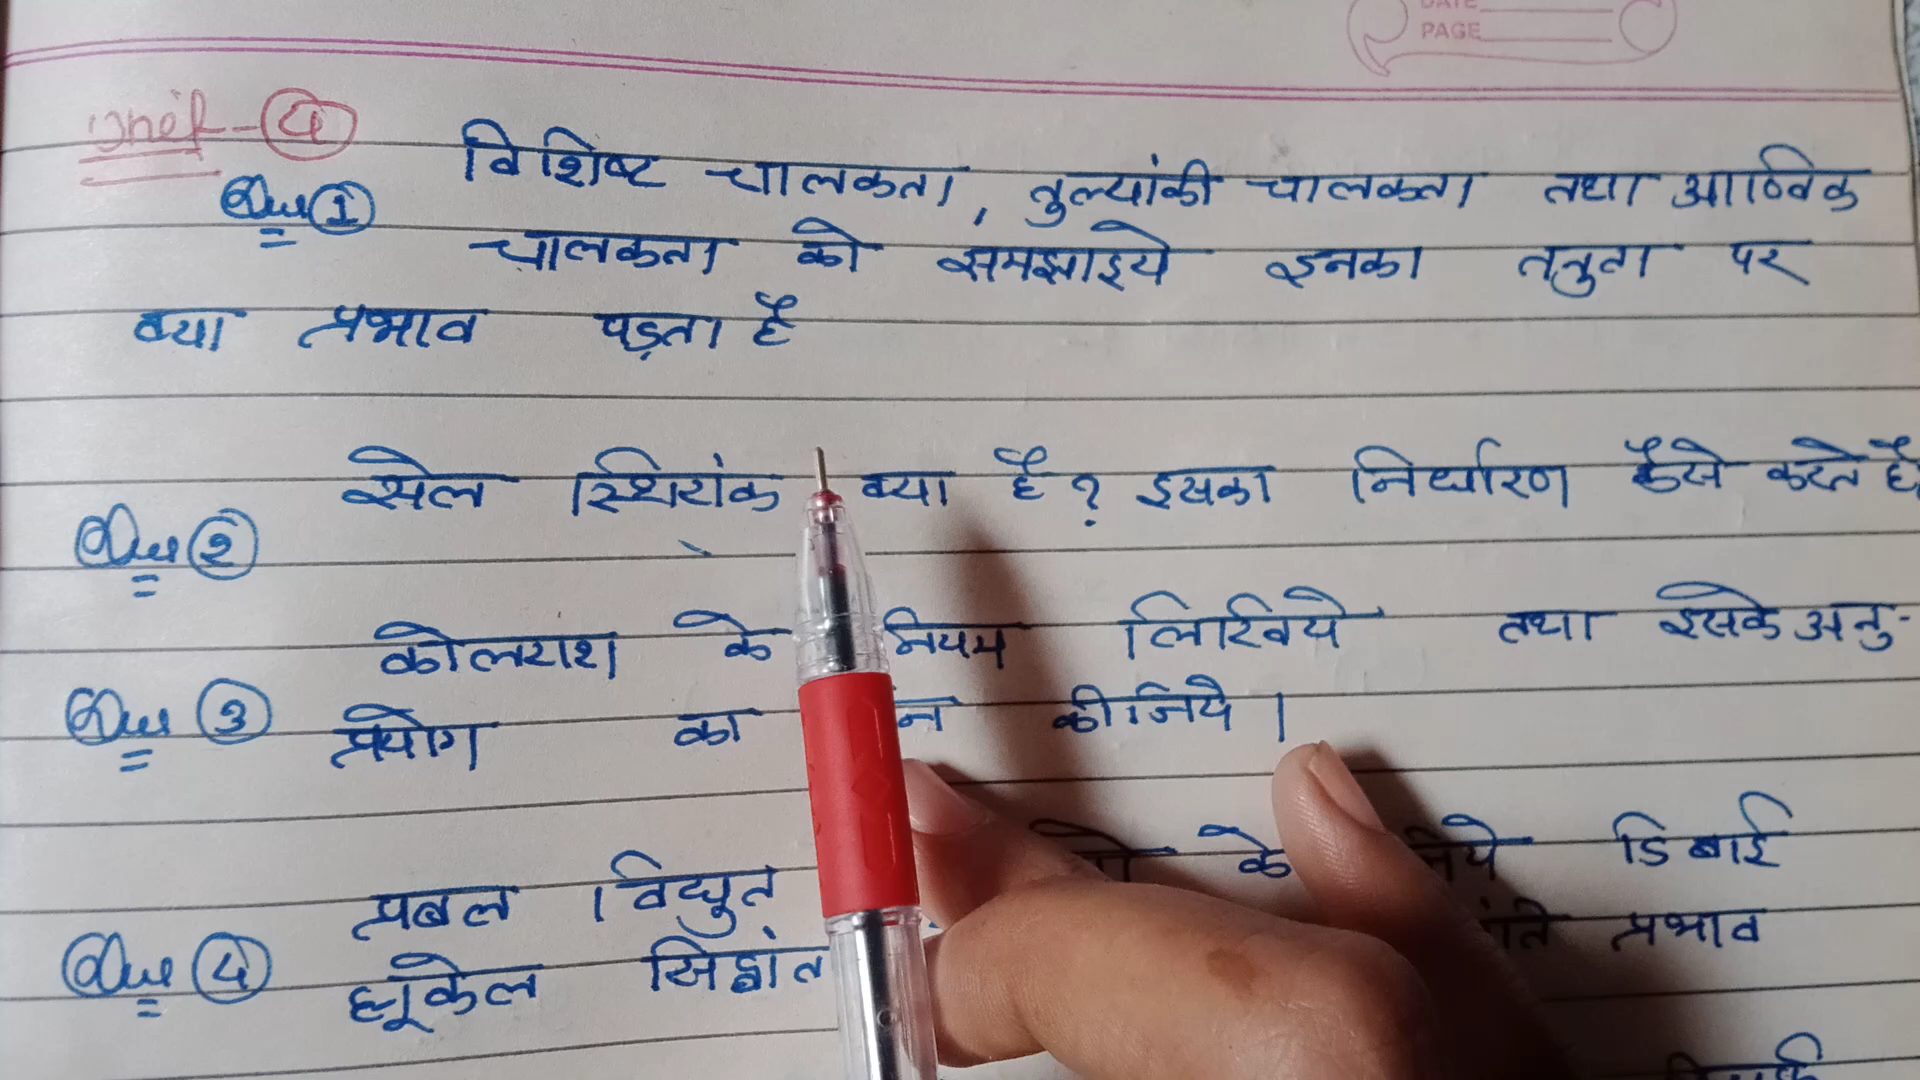 DATE
PAGE
Unit-4
Que 1 विशिष्ट चालकता, तुल्यांकी चालकता तथा आण्विक
चालकता को समझाइये इनका तनुता पर
क्या प्रभाव पड़ता है
Que 2 सेल स्थिरांक क्या है? इसका निर्धारण कैसे करते है
Que 3 कोलराश के नियम लिखिये तथा इसके अनु-
प्रयोग का कीजिये।
Que 4 प्रबल विद्युत के डिबाई
ह्यूकेल सिद्धांत प्रभाव